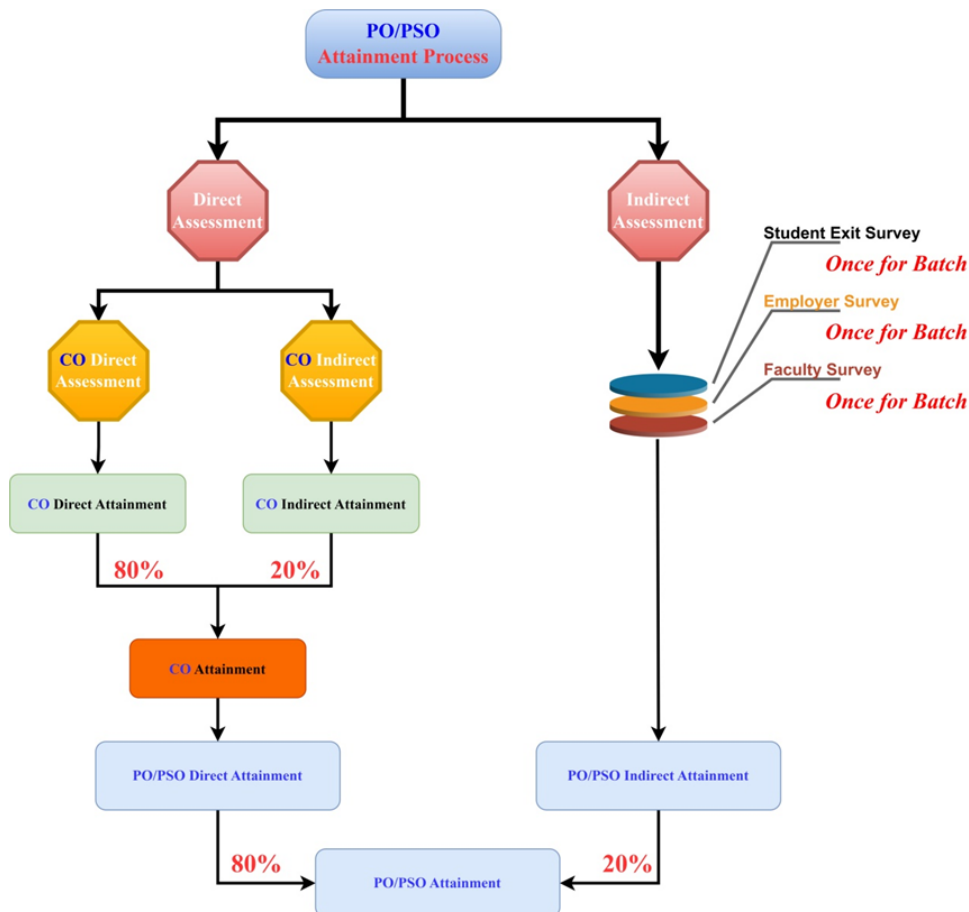 PO/PSO
Attainment Process
Direct
Assessment
Indirect
Assessment
Student Exit Survey
Once for Batch
Employer Survey
Once for Batch
Faculty Survey
Once for Batch
CO Direct
Assessment
CO Indirect
Assessment
CO Direct Attainment
CO Indirect Attainment
80%
20%
CO Attainment
PO/PSO Direct Attainment
PO/PSO Indirect Attainment
80%
20%
PO/PSO Attainment